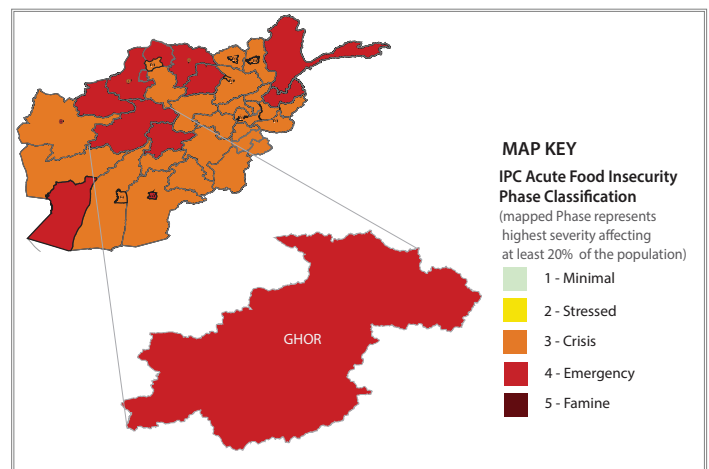 MAP KEY
IPC Acute Food Insecurity
Phase Classification
(mapped Phase represents
highest severity affecting
at least 20% of the population)
1 - Minimal
2 - Stressed
3 - Crisis
4 - Emergency
5 - Famine
GHOR